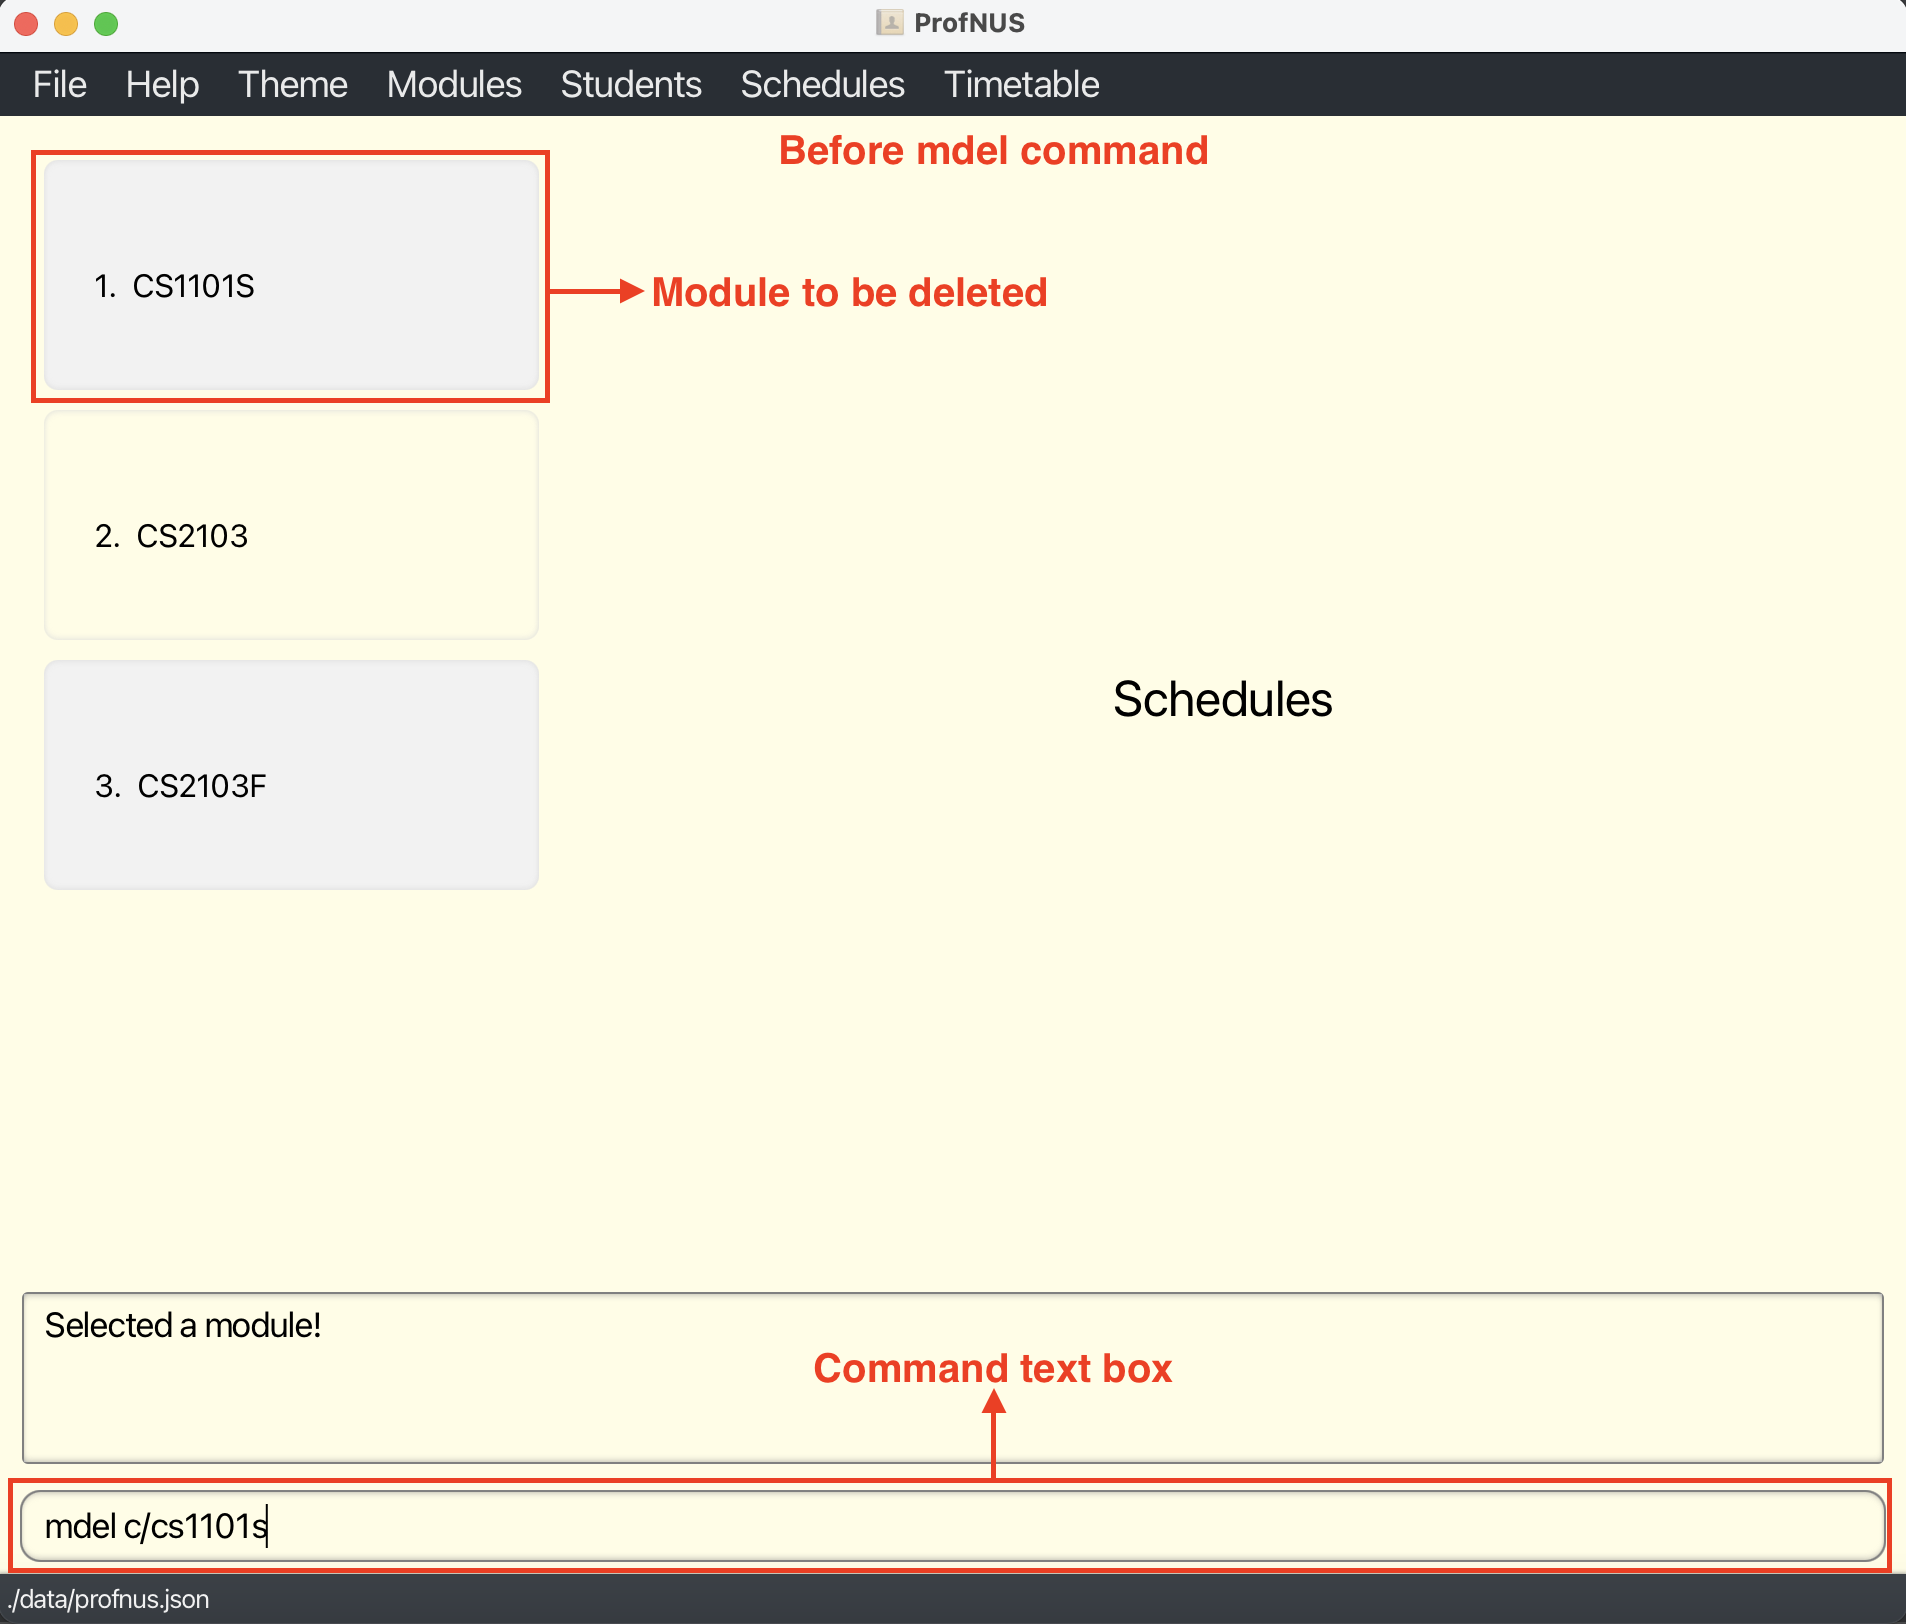 ProfNUS
File Help Theme Modules Students Schedules Timetable
Before mdel command
1. CS1101S
Module to be deleted
2. CS2103
Schedules
3. CS2103F
Selected a module!
Command text box
mdel c/cs1101s
./data/profnus.json